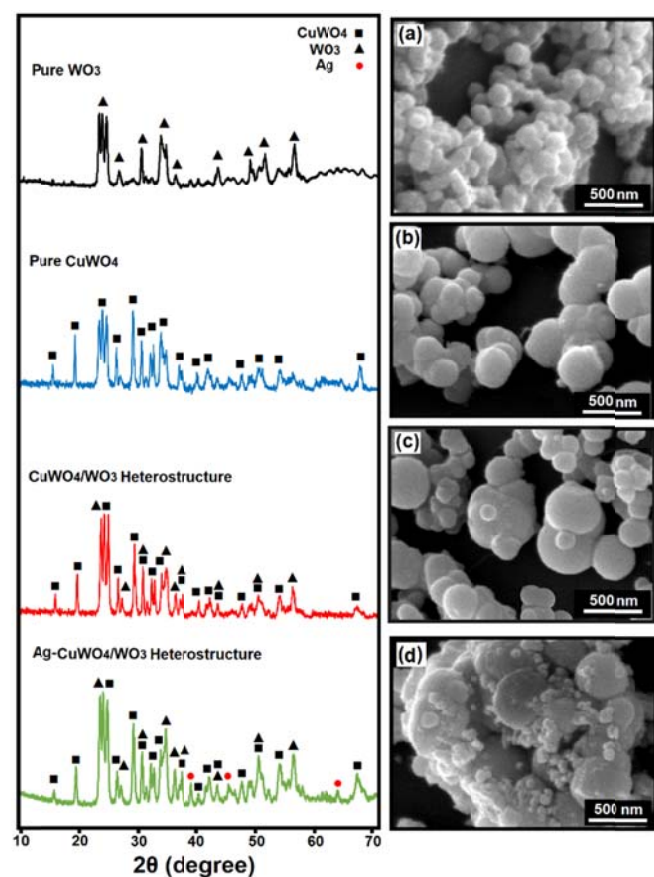 CuWO4 ■
WO3 ▲
Ag ●
Pure WO3
Pure CuWO4
CuWO4/WO3 Heterostructure
Ag-CuWO4/WO3 Heterostructure
10 20 30 40 50 60 70
2θ (degree)
(a)
500 nm
(b)
500 nm
(c)
500 nm
(d)
500 nm